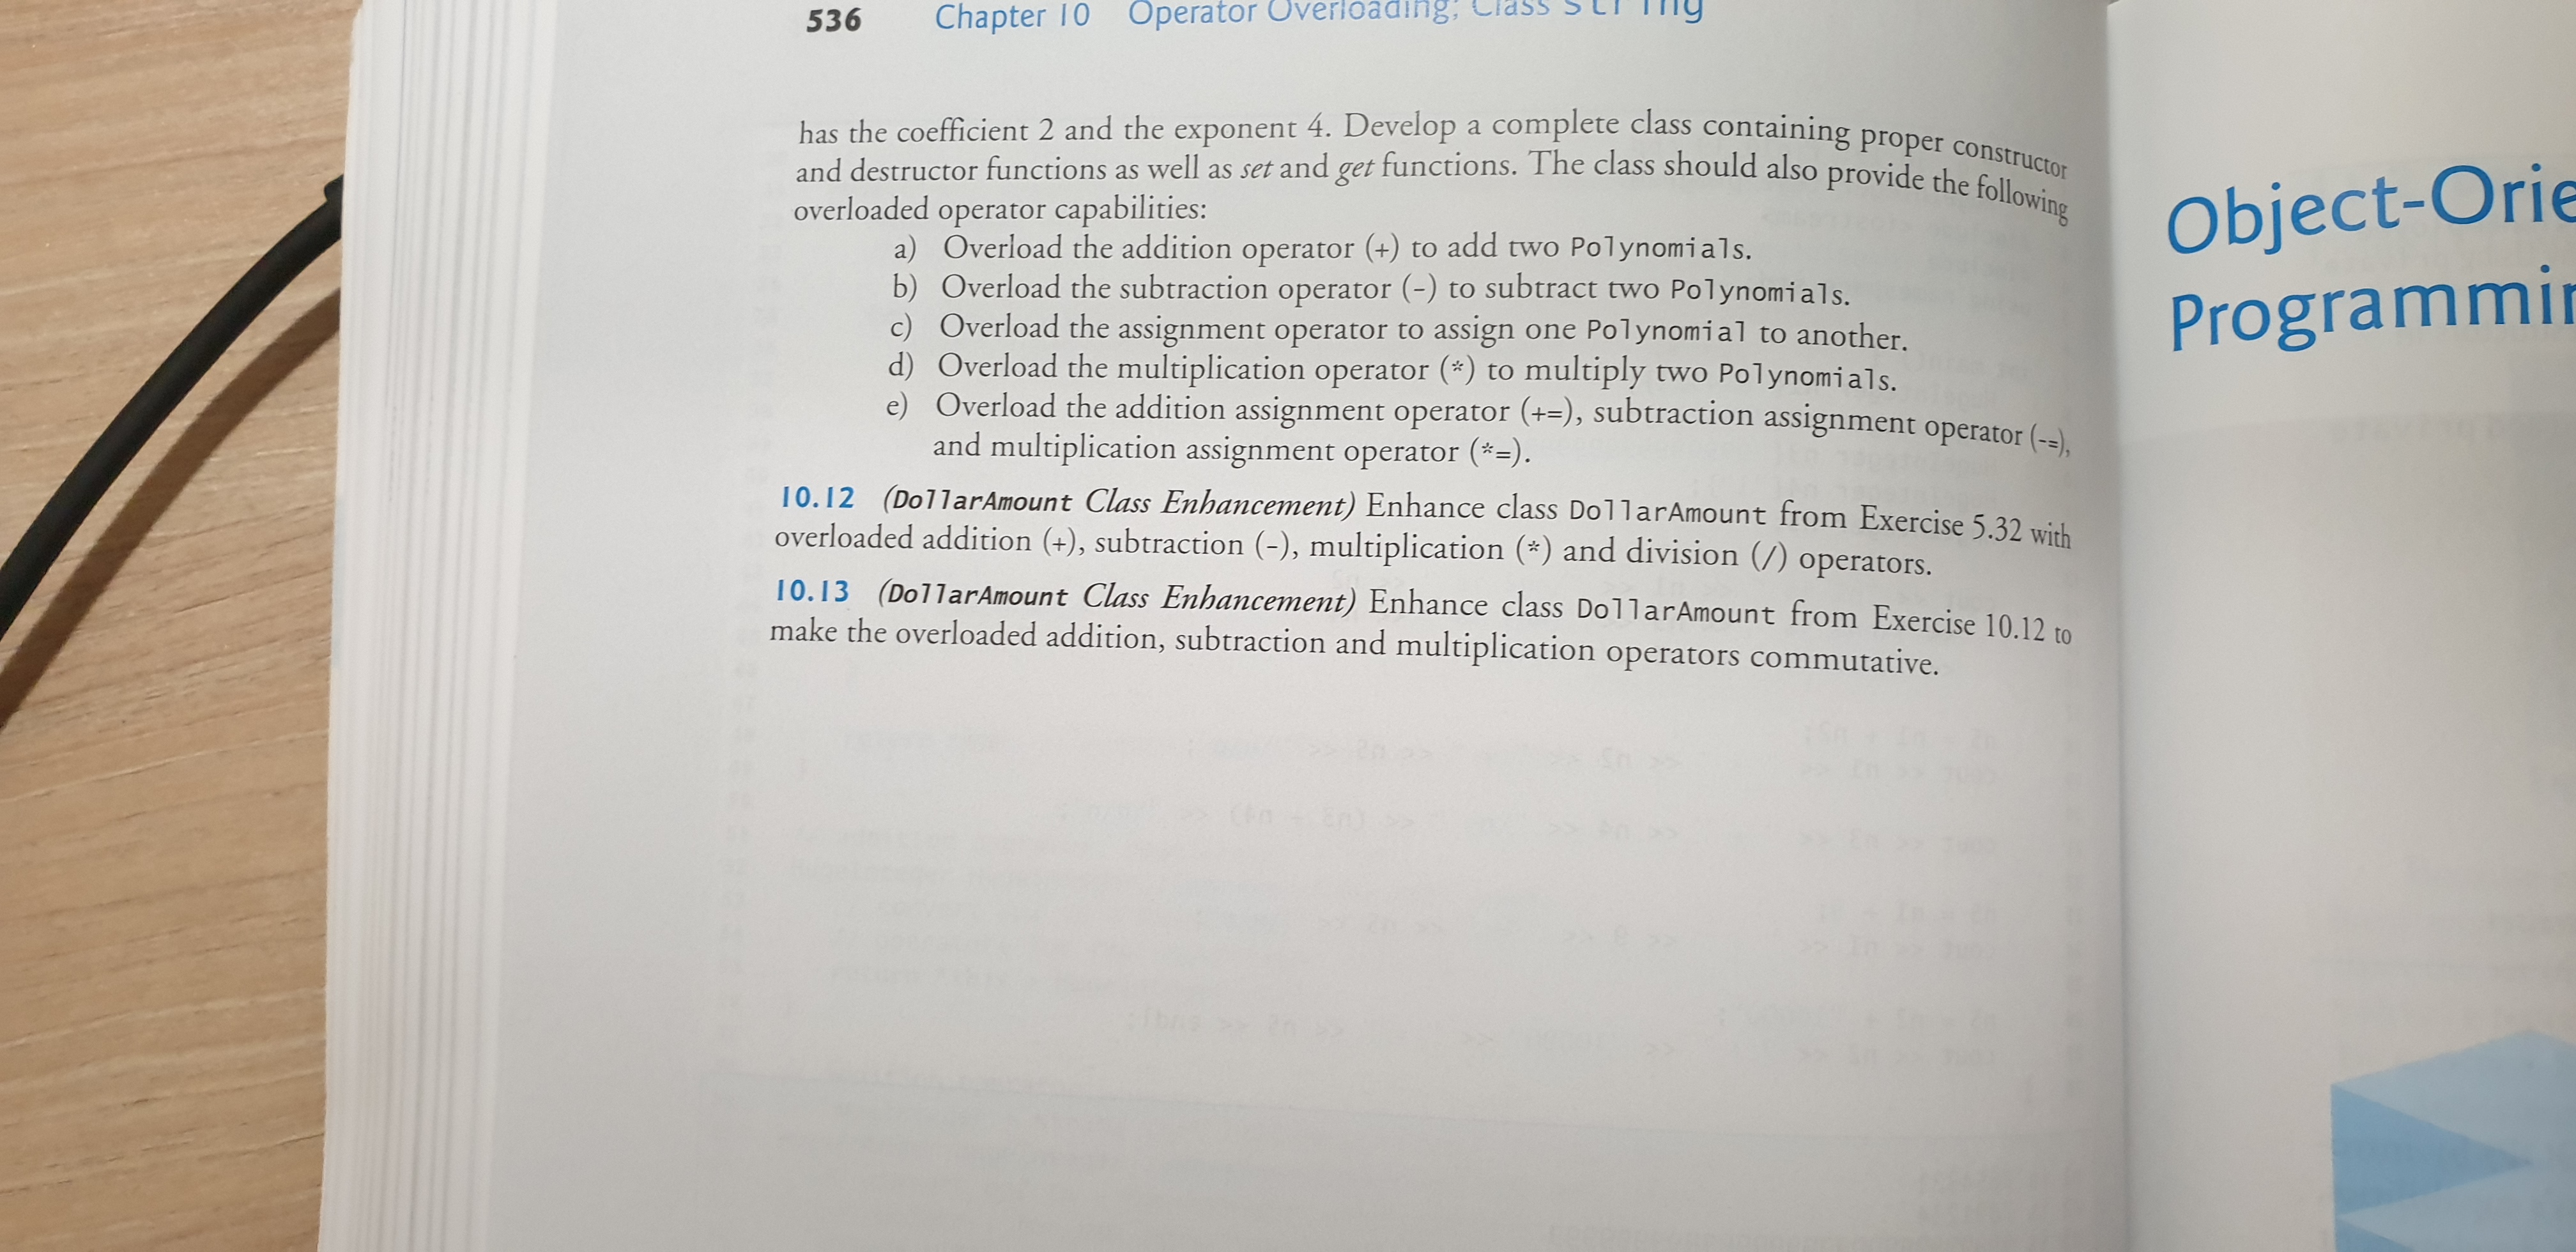 536 Chapter 10 Operator Overloading; Class string
has the coefficient 2 and the exponent 4. Develop a complete class containing proper constructor
and destructor functions as well as set and get functions. The class should also provide the following
overloaded operator capabilities:
a) Overload the addition operator (+) to add two Polynomials.
b) Overload the subtraction operator (-) to subtract two Polynomials.
c) Overload the assignment operator to assign one Polynomial to another.
d) Overload the multiplication operator (*) to multiply two Polynomials.
e) Overload the addition assignment operator (+=), subtraction assignment operator (-=),
and multiplication assignment operator (*=).
10.12 (DollarAmount Class Enhancement) Enhance class DollarAmount from Exercise 5.32 with
overloaded addition (+), subtraction (-), multiplication (*) and division (/) operators.
10.13 (DollarAmount Class Enhancement) Enhance class DollarAmount from Exercise 10.12 to
make the overloaded addition, subtraction and multiplication operators commutative.
Object-Orie
Programmin